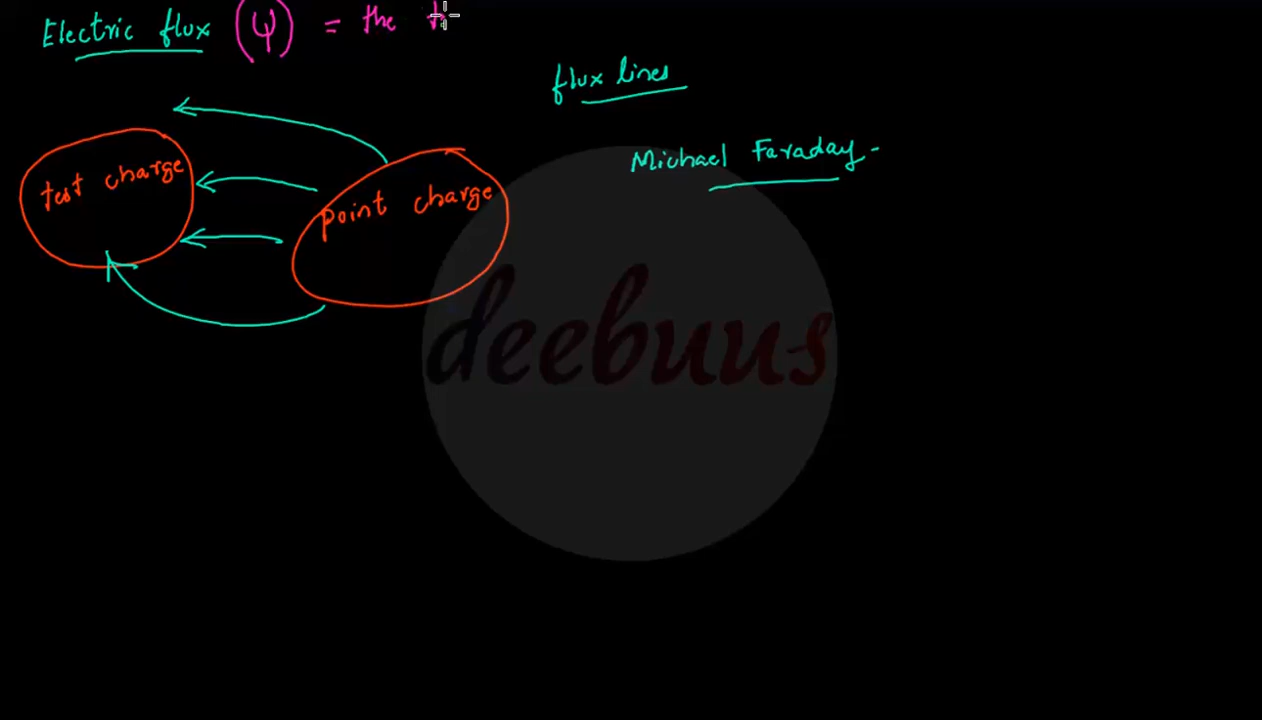 Electric flux (ψ) = the
flux lines
Michael Faraday -
test charge
point charge
deebuus